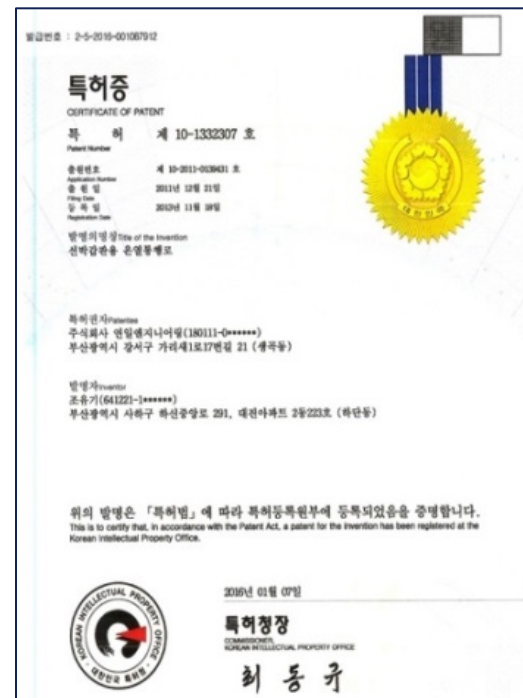 발급번호 : 2-5-2016-001067912
특허증
CERTIFICATE OF PATENT
특 허 제 10-1332307 호
Patent Number
출원번호 제 10-2011-0139431 호
Application Number
출 원 일 2011년 12월 21일
Filing Date
등 록 일 2013년 11월 18일
Registration Date
발명의명칭 Title of the Invention
선박갑판용 온열통행로
특허권자 Patentee
주식회사 연일엔지니어링(180111-0******)
부산광역시 강서구 가리새1로17번길 21 (생곡동)
발명자 Inventor
조유기(641221-1******)
부산광역시 사하구 하신중앙로 291, 대진아파트 2동223호 (하단동)
위의 발명은 「특허법」에 따라 특허등록원부에 등록되었음을 증명합니다.
This is to certify that, in accordance with the Patent Act, a patent for the invention has been registered at the
Korean Intellectual Property Office.
2016년 01월 07일
특허청장
COMMISSIONER,
KOREAN INTELLECTUAL PROPERTY OFFICE
최동규
KOREAN INTELLECTUAL PROPERTY OFFICE
대한민국 특허청